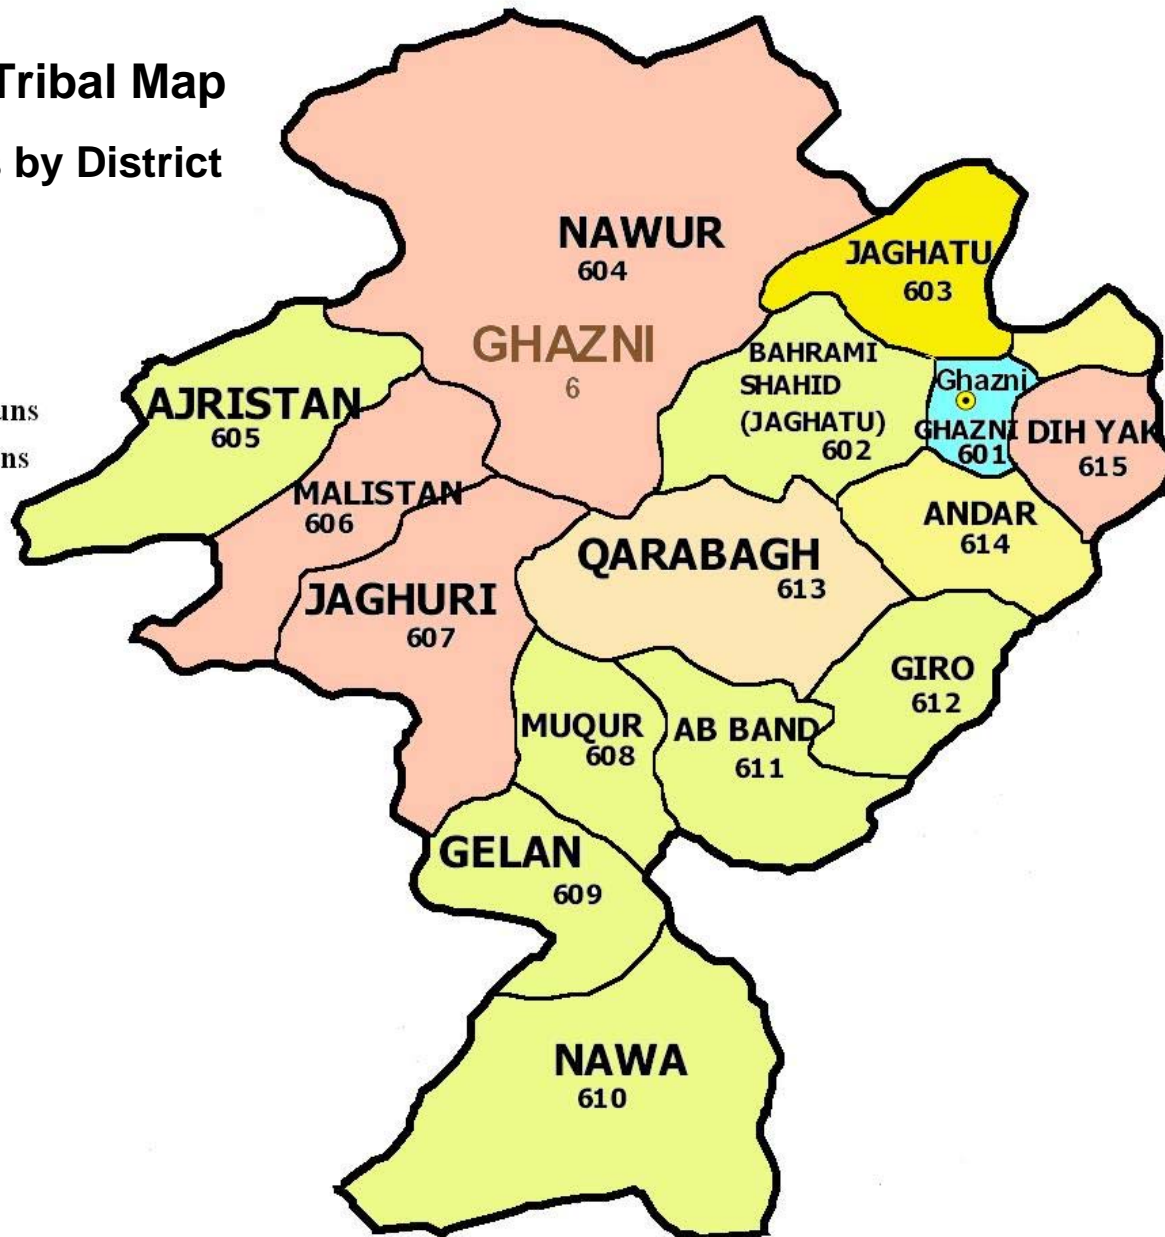 Tribal Map
by District
NAWUR
604
JAGHATU
603
GHAZNI
6
BAHRAMI
SHAHID
(JAGHATU)
602
Ghazni
GHAZNI
601
DIH YAK
615
AJRISTAN
605
MALISTAN
606
ANDAR
614
QARABAGH
613
JAGHURI
607
GIRO
612
MUQUR
608
AB BAND
611
GELAN
609
NAWA
610